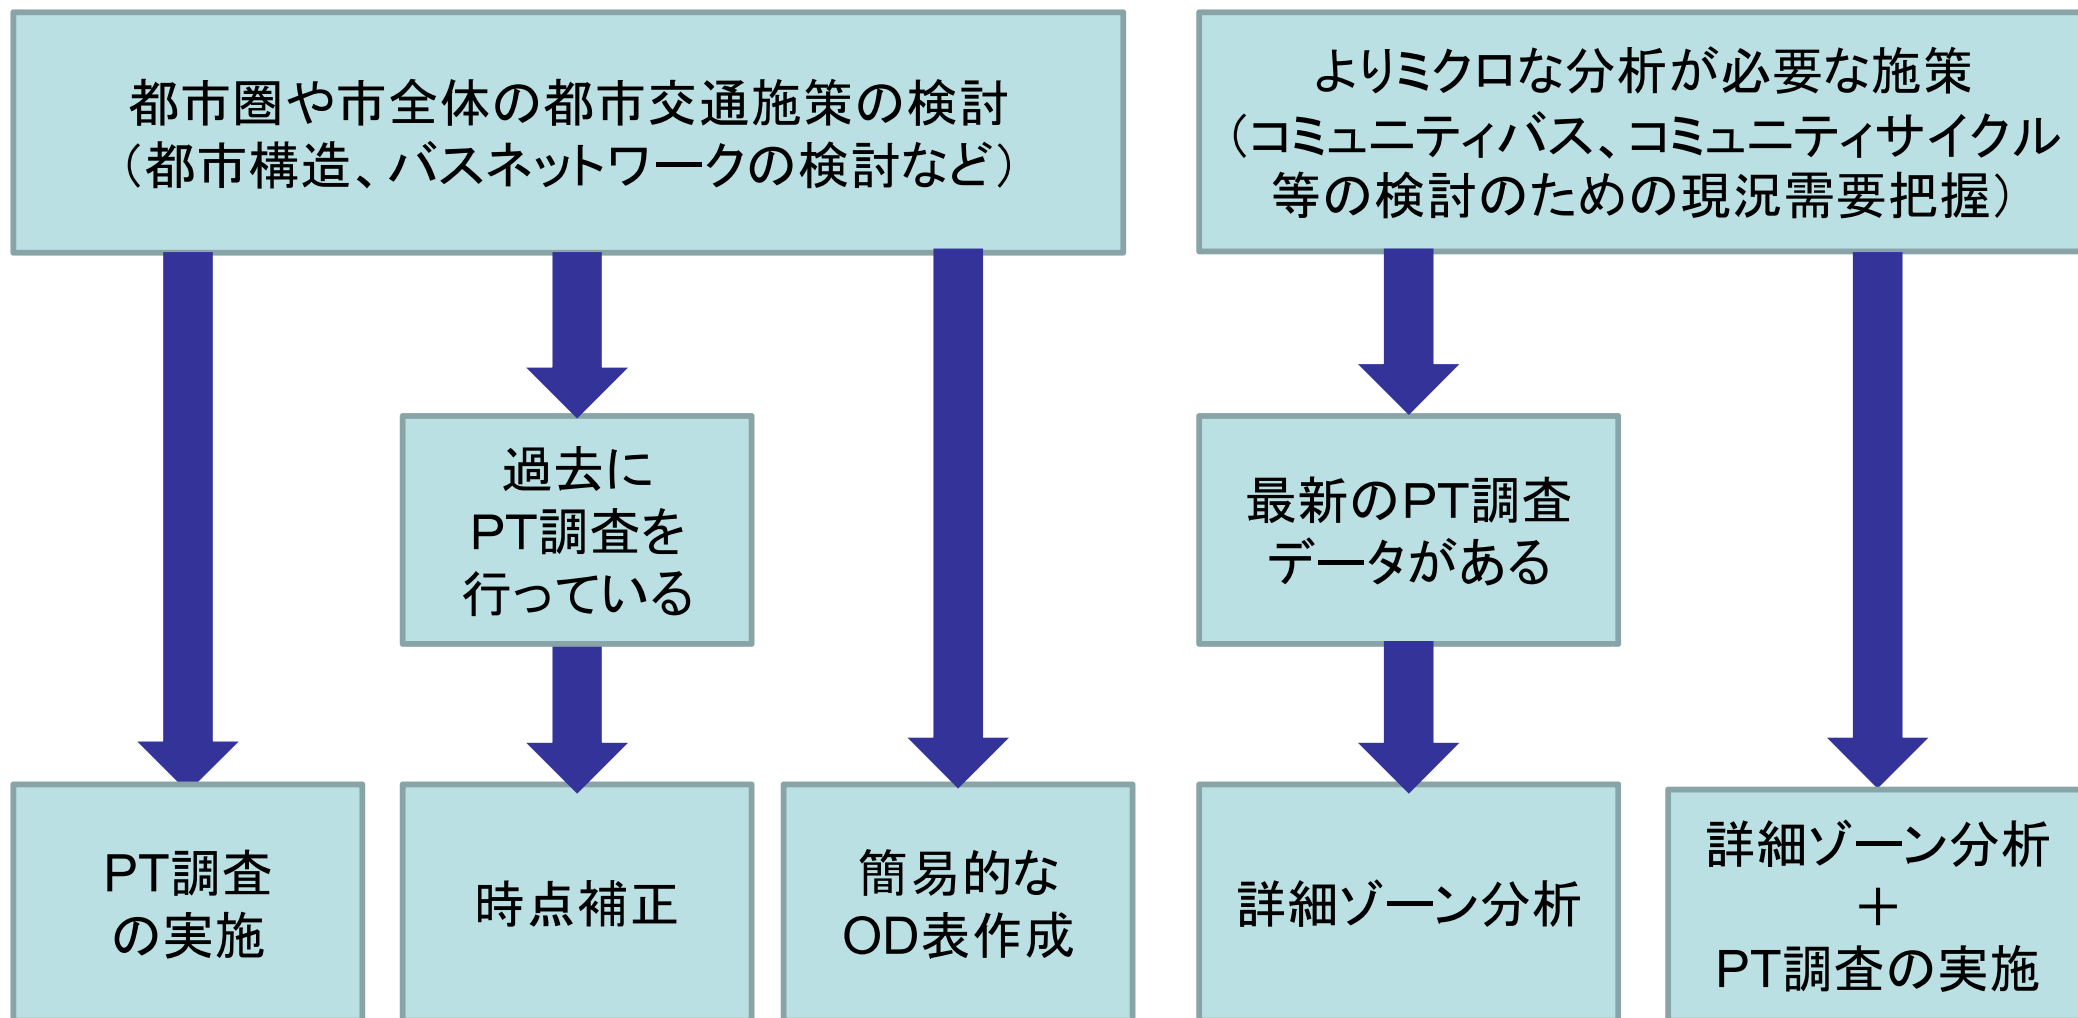 都市圏や市全体の都市交通施策の検討
（都市構造、バスネットワークの検討など）
よりミクロな分析が必要な施策
（コミュニティバス、コミュニティサイクル
等の検討のための現況需要把握）
過去に
PT調査を
行っている
最新のPT調査
データがある
PT調査
の実施
時点補正
簡易的な
OD表作成
詳細ゾーン分析
詳細ゾーン分析
＋
PT調査の実施